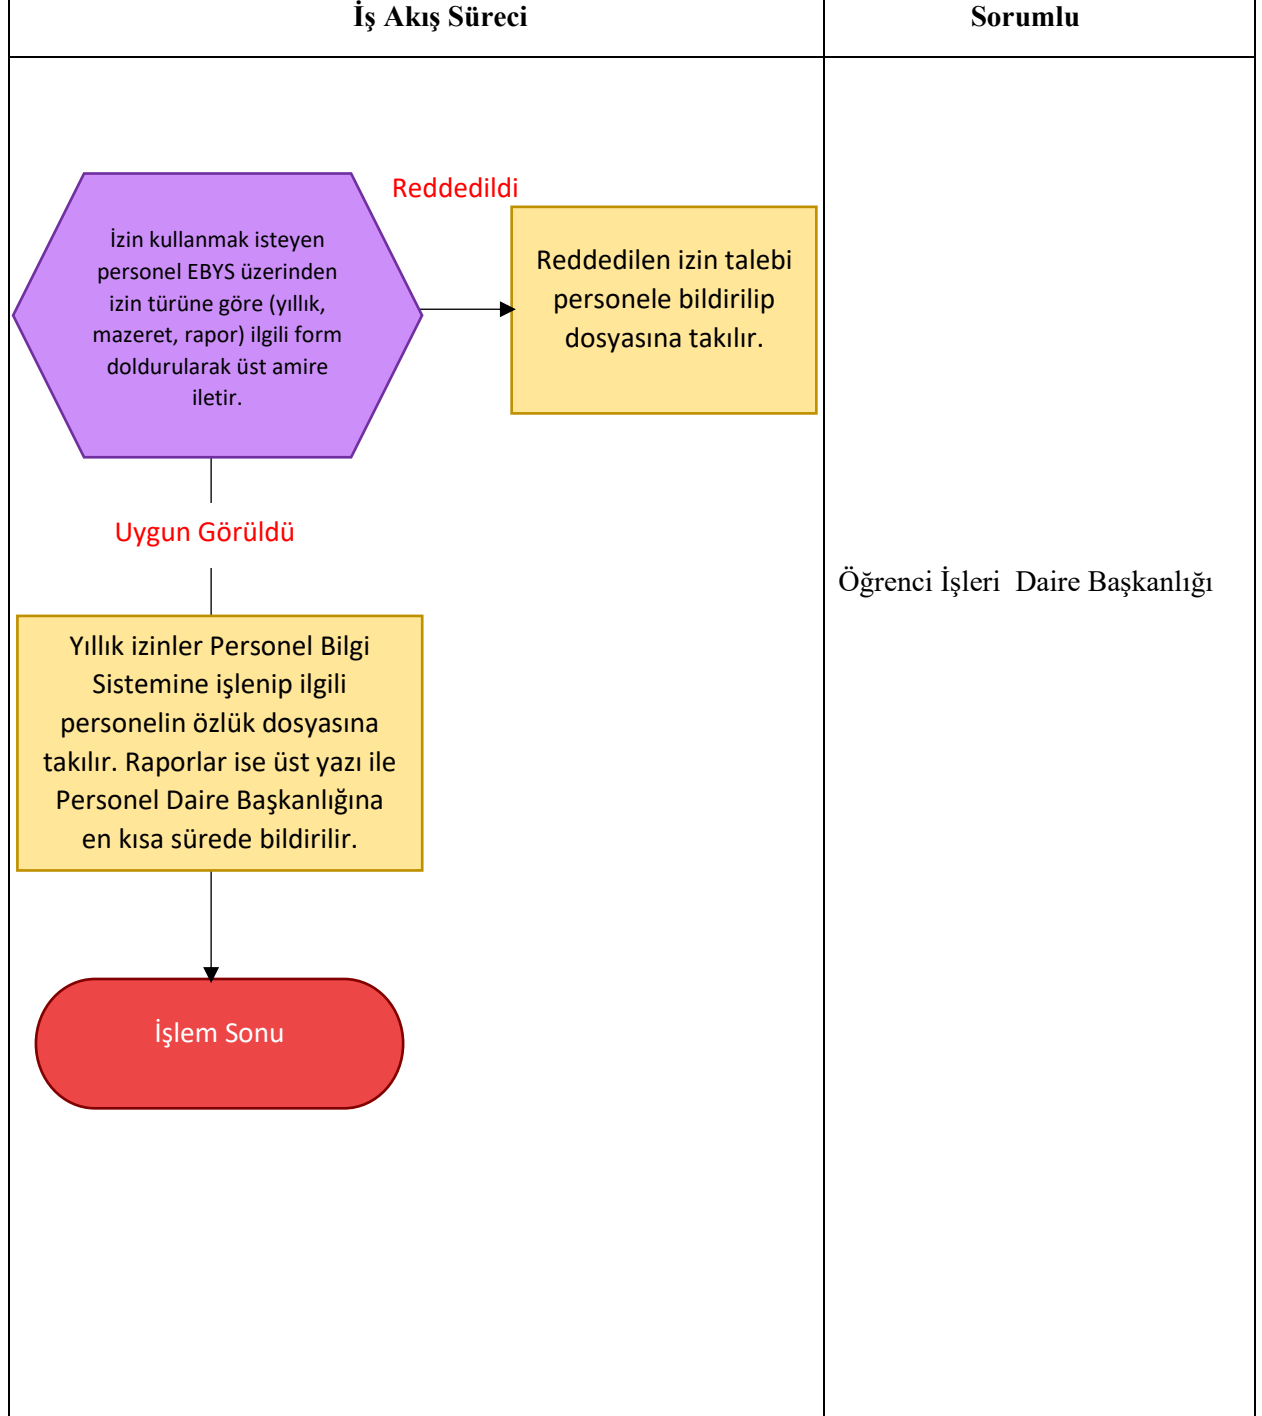 İş Akış Süreci
Sorumlu
Reddedildi
İzin kullanmak isteyen
personel EBYS üzerinden
izin türüne göre (yıllık,
mazeret, rapor) ilgili form
doldurularak üst amire
iletir.
Reddedilen izin talebi
personele bildirilip
dosyasına takılır.
Uygun Görüldü
Öğrenci İşleri  Daire Başkanlığı
Yıllık izinler Personel Bilgi
Sistemine işlenip ilgili
personelin özlük dosyasına
takılır. Raporlar ise üst yazı ile
Personel Daire Başkanlığına
en kısa sürede bildirilir.
İşlem Sonu